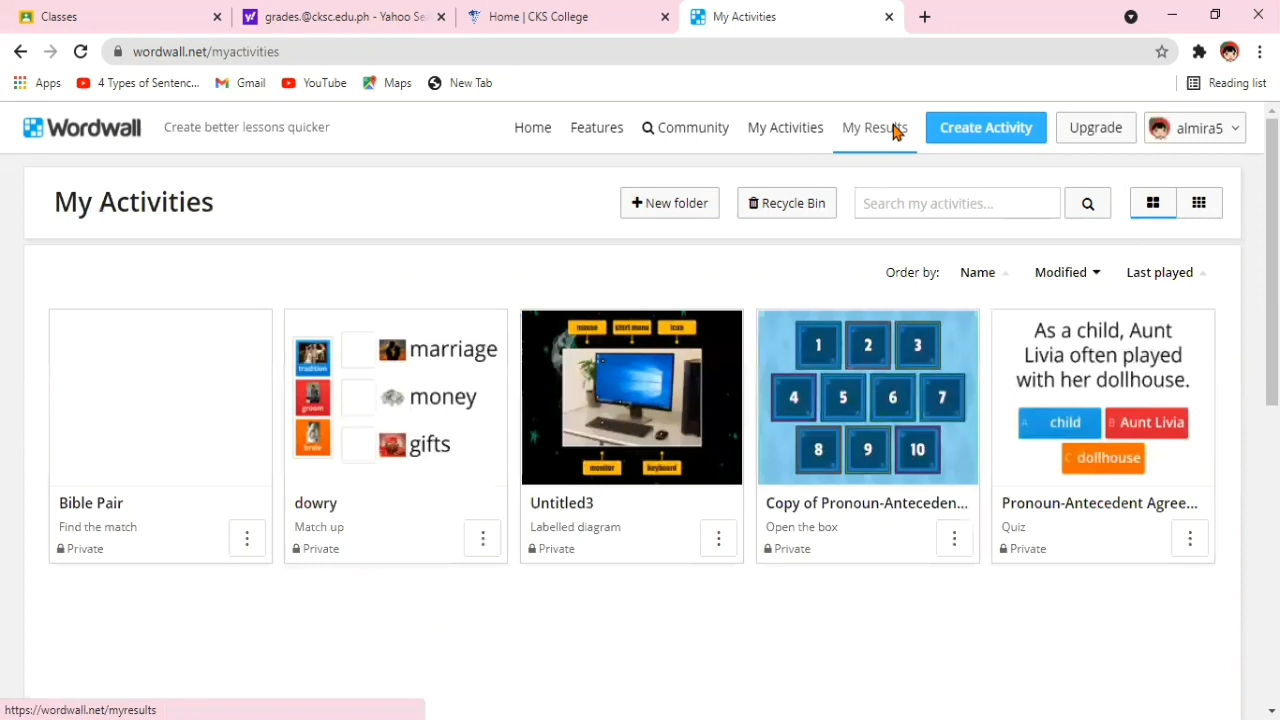 Classes
grades@cksc.edu.ph - Yahoo Se
Home | CKS College
My Activities
wordwall.net/myactivities
Apps
4 Types of Sentenc...
Gmail
YouTube
Maps
New Tab
Reading list
Wordwall
Create better lessons quicker
Home
Features
Community
My Activities
My Results
Create Activity
Upgrade
almira5
My Activities
New folder
Recycle Bin
Search my activities...
Order by:
Name
Modified
Last played
tradition
groom
bride
marriage
money
gifts
mouse
start menu
icon
monitor
keyboard
1
2
3
4
5
6
7
8
9
10
As a child, Aunt
Livia often played
with her dollhouse.
A child
B Aunt Livia
C dollhouse
Bible Pair
Find the match
Private
dowry
Match up
Private
Untitled3
Labelled diagram
Private
Copy of Pronoun-Anteceden...
Open the box
Private
Pronoun-Antecedent Agree...
Quiz
Private
https://wordwall.net/myresults